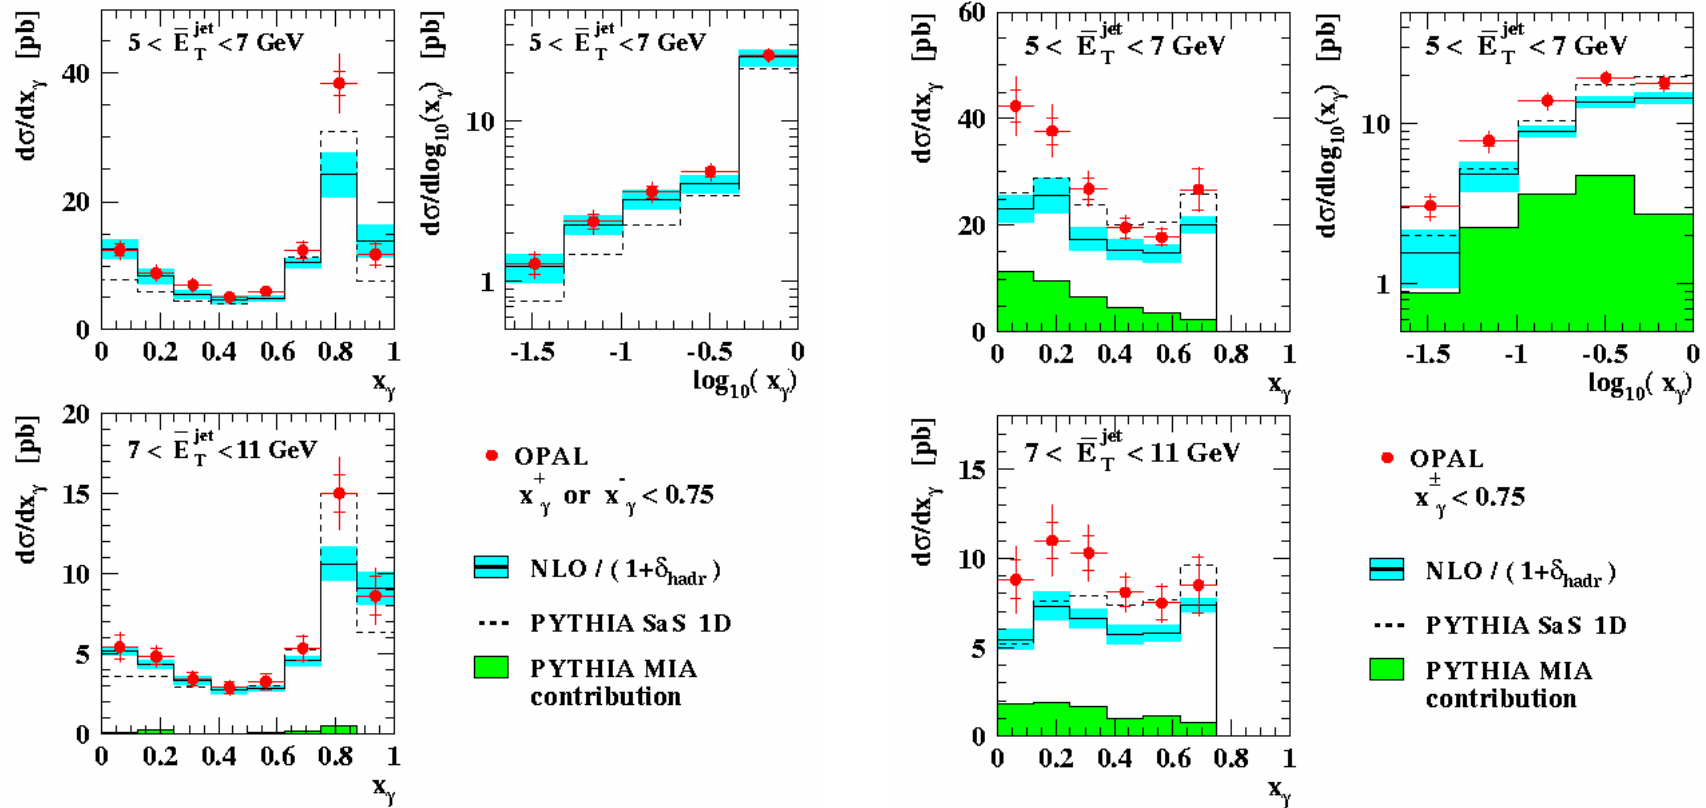 5 < Ē_T^jet < 7 GeV
dσ/dx_γ [pb]
40
20
0
0 0.2 0.4 0.6 0.8 1
x_γ
5 < Ē_T^jet < 7 GeV
dσ/dlog_10(x_γ) [pb]
10
1
-1.5 -1 -0.5 0
log_10( x_γ)
7 < Ē_T^jet < 11 GeV
dσ/dx_γ [pb]
20
15
10
5
0
0 0.2 0.4 0.6 0.8 1
x_γ
OPAL
x_γ^+ or x_γ^- < 0.75
NLO / ( 1+δ_hadr )
PYTHIA SaS 1D
PYTHIA MIA
contribution
5 < Ē_T^jet < 7 GeV
dσ/dx_γ [pb]
60
40
20
0
0 0.2 0.4 0.6 0.8 1
x_γ
5 < Ē_T^jet < 7 GeV
dσ/dlog_10(x_γ) [pb]
10
1
-1.5 -1 -0.5 0
log_10( x_γ)
7 < Ē_T^jet < 11 GeV
dσ/dx_γ [pb]
15
10
5
0
0 0.2 0.4 0.6 0.8 1
x_γ
OPAL
x_γ^± < 0.75
NLO / ( 1+δ_hadr )
PYTHIA SaS 1D
PYTHIA MIA
contribution